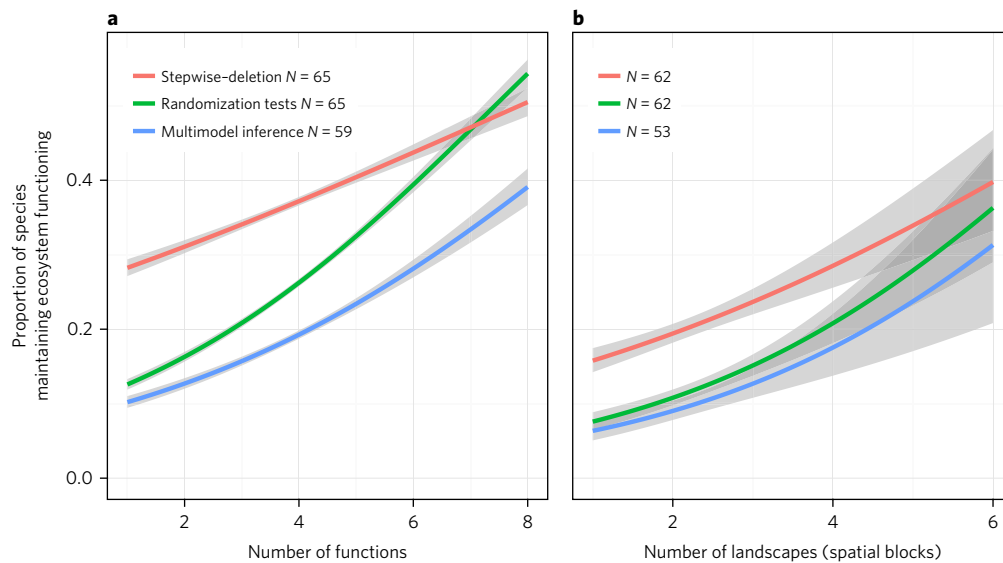 a
Stepwise–deletion N = 65
Randomization tests N = 65
Multimodel inference N = 59
Proportion of species
maintaining ecosystem functioning
0.4
0.2
0.0
2 4 6 8
Number of functions
b
N = 62
N = 62
N = 53
2 4 6
Number of landscapes (spatial blocks)